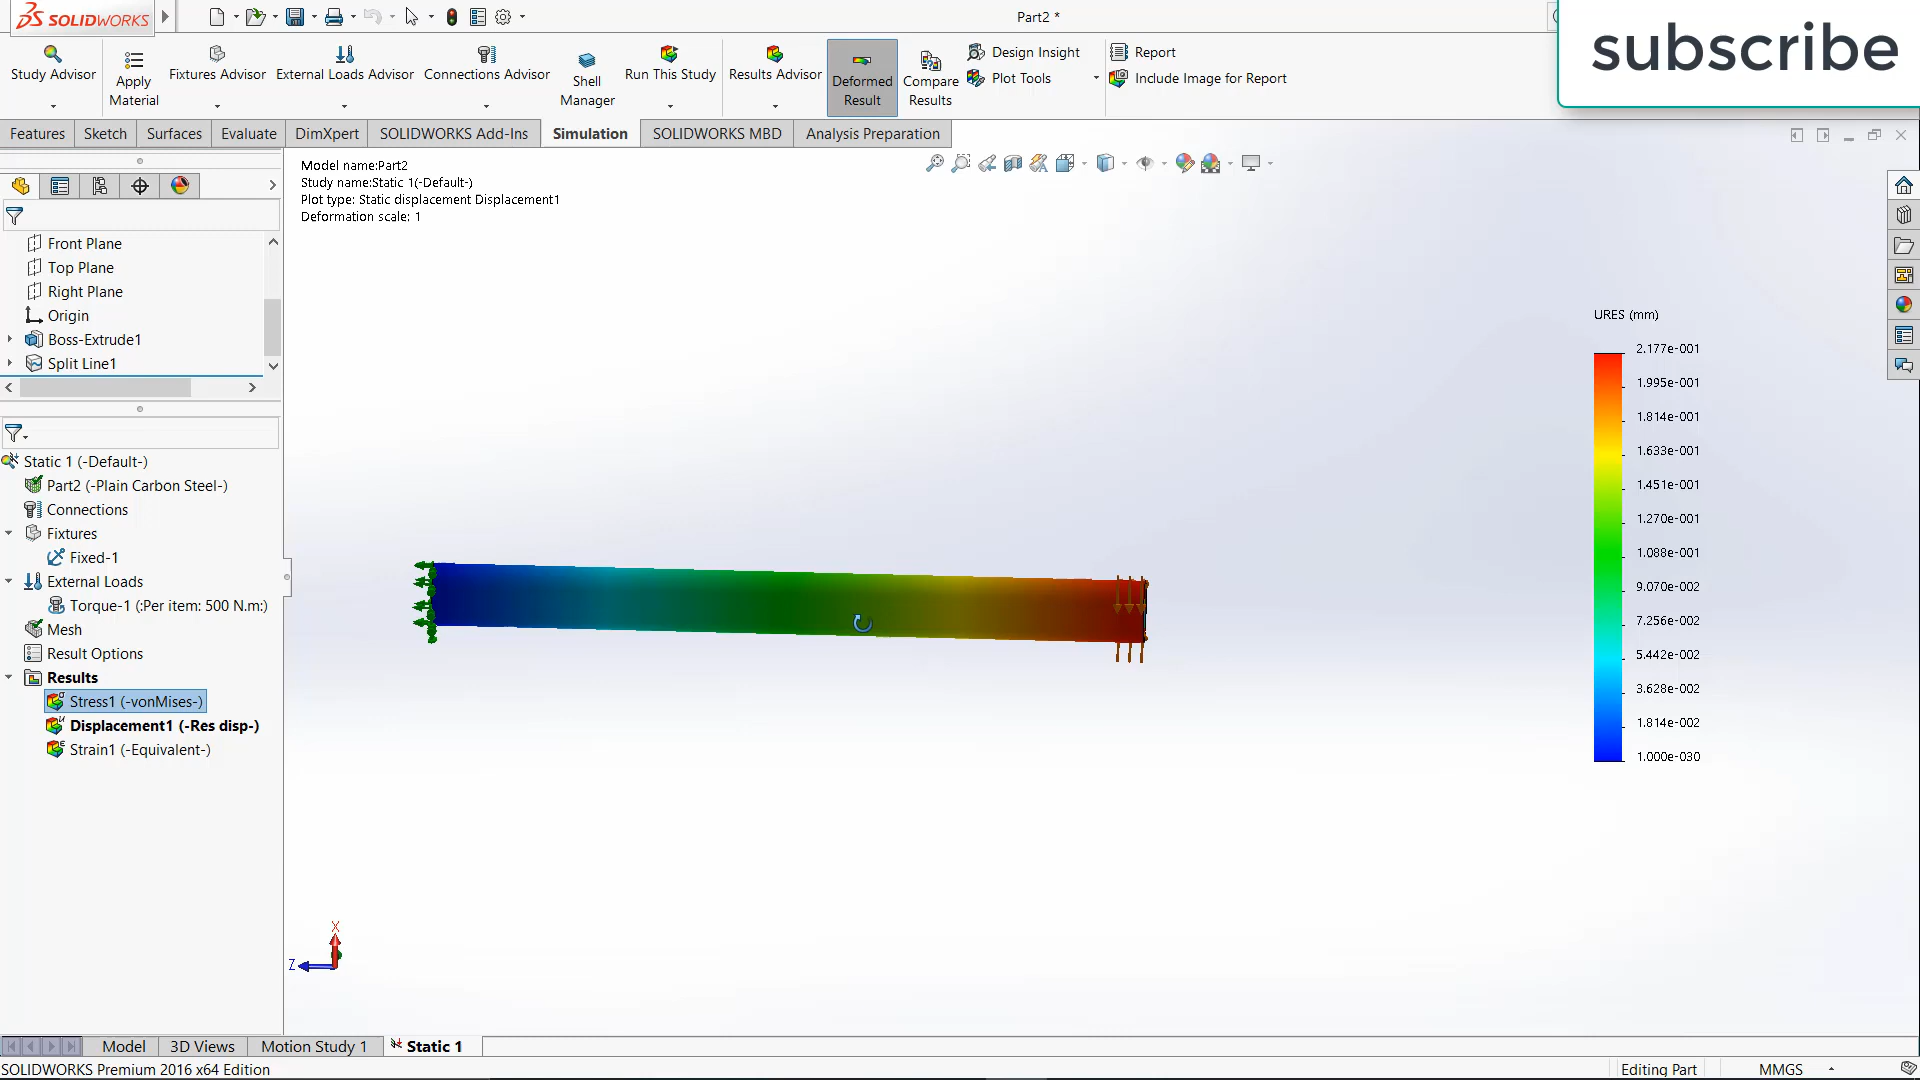 SOLIDWORKS
Part2 *
subscribe
Study Advisor
Apply
Material
Fixtures Advisor
External Loads Advisor
Connections Advisor
Shell
Manager
Run This Study
Results Advisor
Deformed
Result
Compare
Results
Design Insight
Plot Tools
Report
Include Image for Report
Features
Sketch
Surfaces
Evaluate
DimXpert
SOLIDWORKS Add-Ins
Simulation
SOLIDWORKS MBD
Analysis Preparation
Model name:Part2
Study name:Static 1(-Default-)
Plot type: Static displacement Displacement1
Deformation scale: 1
Front Plane
Top Plane
Right Plane
Origin
Boss-Extrude1
Split Line1
Static 1 (-Default-)
Part2 (-Plain Carbon Steel-)
Connections
Fixtures
Fixed-1
External Loads
Torque-1 (:Per item: 500 N.m:)
Mesh
Result Options
Results
Stress1 (-vonMises-)
Displacement1 (-Res disp-)
Strain1 (-Equivalent-)
URES (mm)
2.177e-001
1.995e-001
1.814e-001
1.633e-001
1.451e-001
1.270e-001
1.088e-001
9.070e-002
7.256e-002
5.442e-002
3.628e-002
1.814e-002
1.000e-030
X
Z
Model
3D Views
Motion Study 1
Static 1
SOLIDWORKS Premium 2016 x64 Edition
Editing Part
MMGS